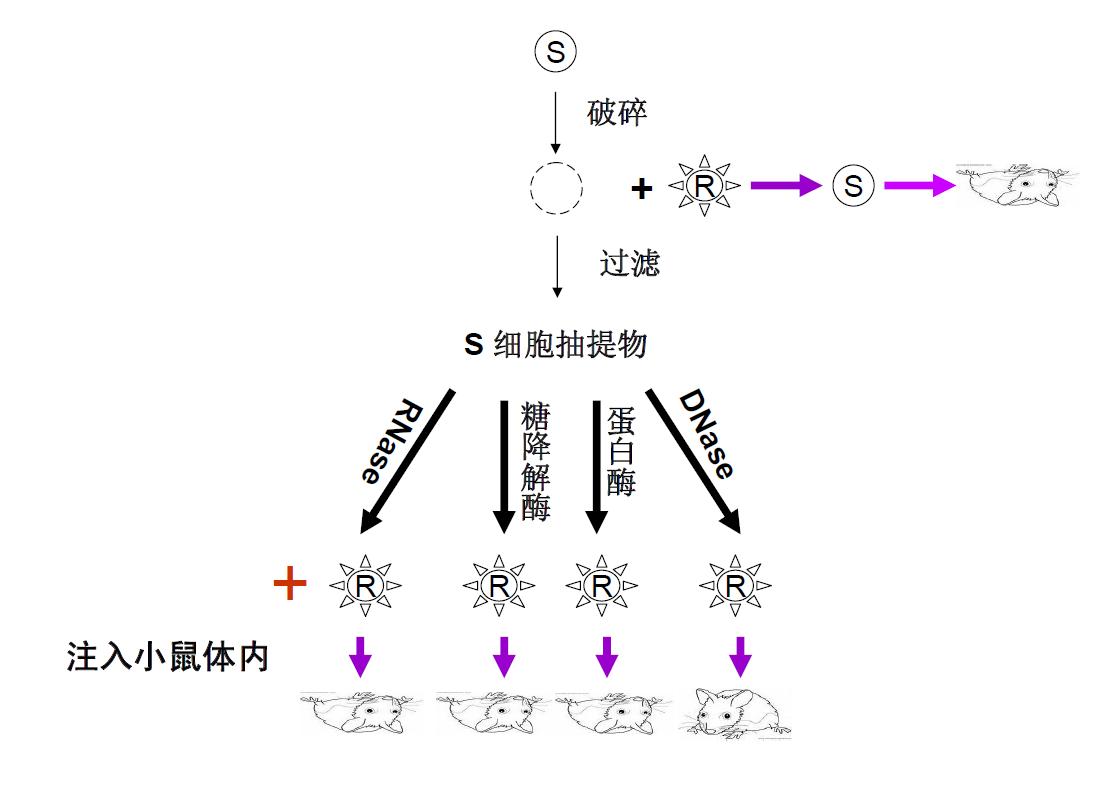 S
破碎
+ R S
过滤
S 细胞抽提物
RNase
糖降解酶
蛋白酶
DNase
+ R R R R
注入小鼠体内